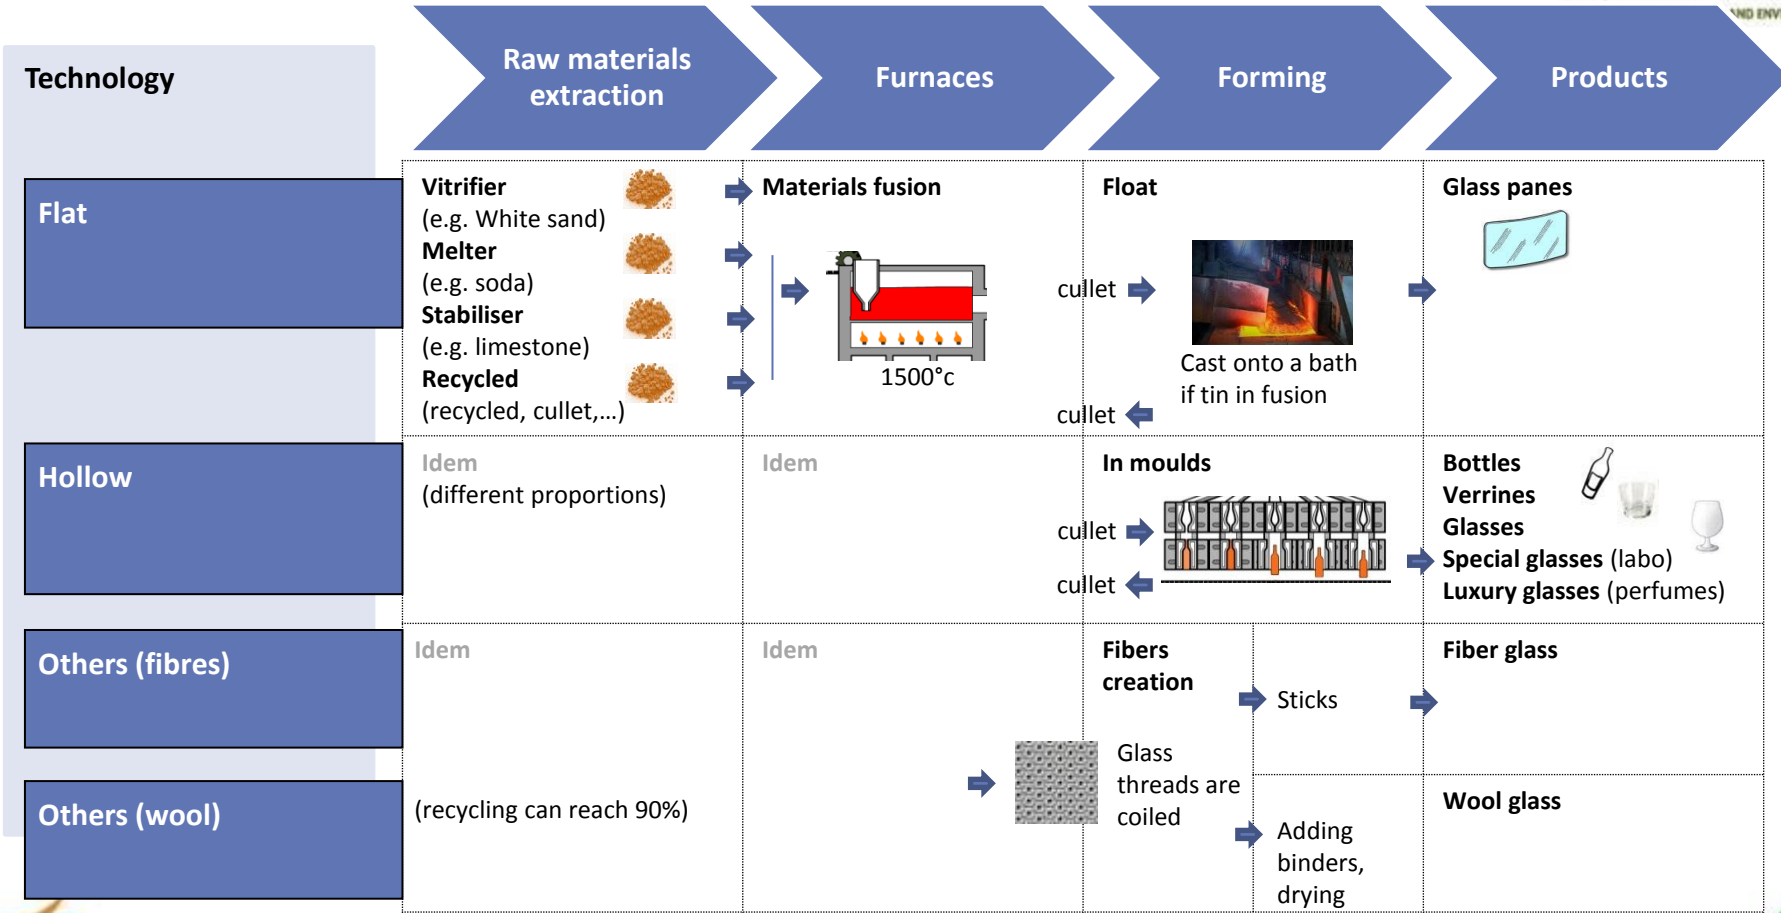 AND ENV
Technology
Raw materials
extraction
Furnaces
Forming
Products
Flat
Vitrifier
(e.g. White sand)
Melter
(e.g. soda)
Stabiliser
(e.g. limestone)
Recycled
(recycled, cullet,...)
Materials fusion
1500°c
Float
cullet
Cast onto a bath
if tin in fusion
cullet
Glass panes
Hollow
Idem
(different proportions)
Idem
In moulds
cullet
cullet
Bottles
Verrines
Glasses
Special glasses (labo)
Luxury glasses (perfumes)
Others (fibres)
Idem
Idem
Fibers
creation
Sticks
Fiber glass
Glass
threads are
coiled
Others (wool)
(recycling can reach 90%)
Adding
binders,
drying
Wool glass